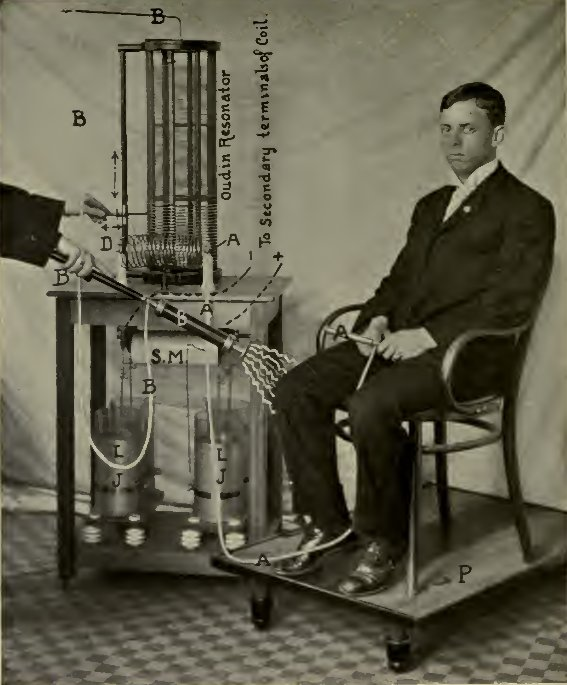 B
B
Oudin Resonator
To Secondary terminals of Coil.
D
A
B
-
+
A
B
A
S.M
B
L
J
L
J
A
P